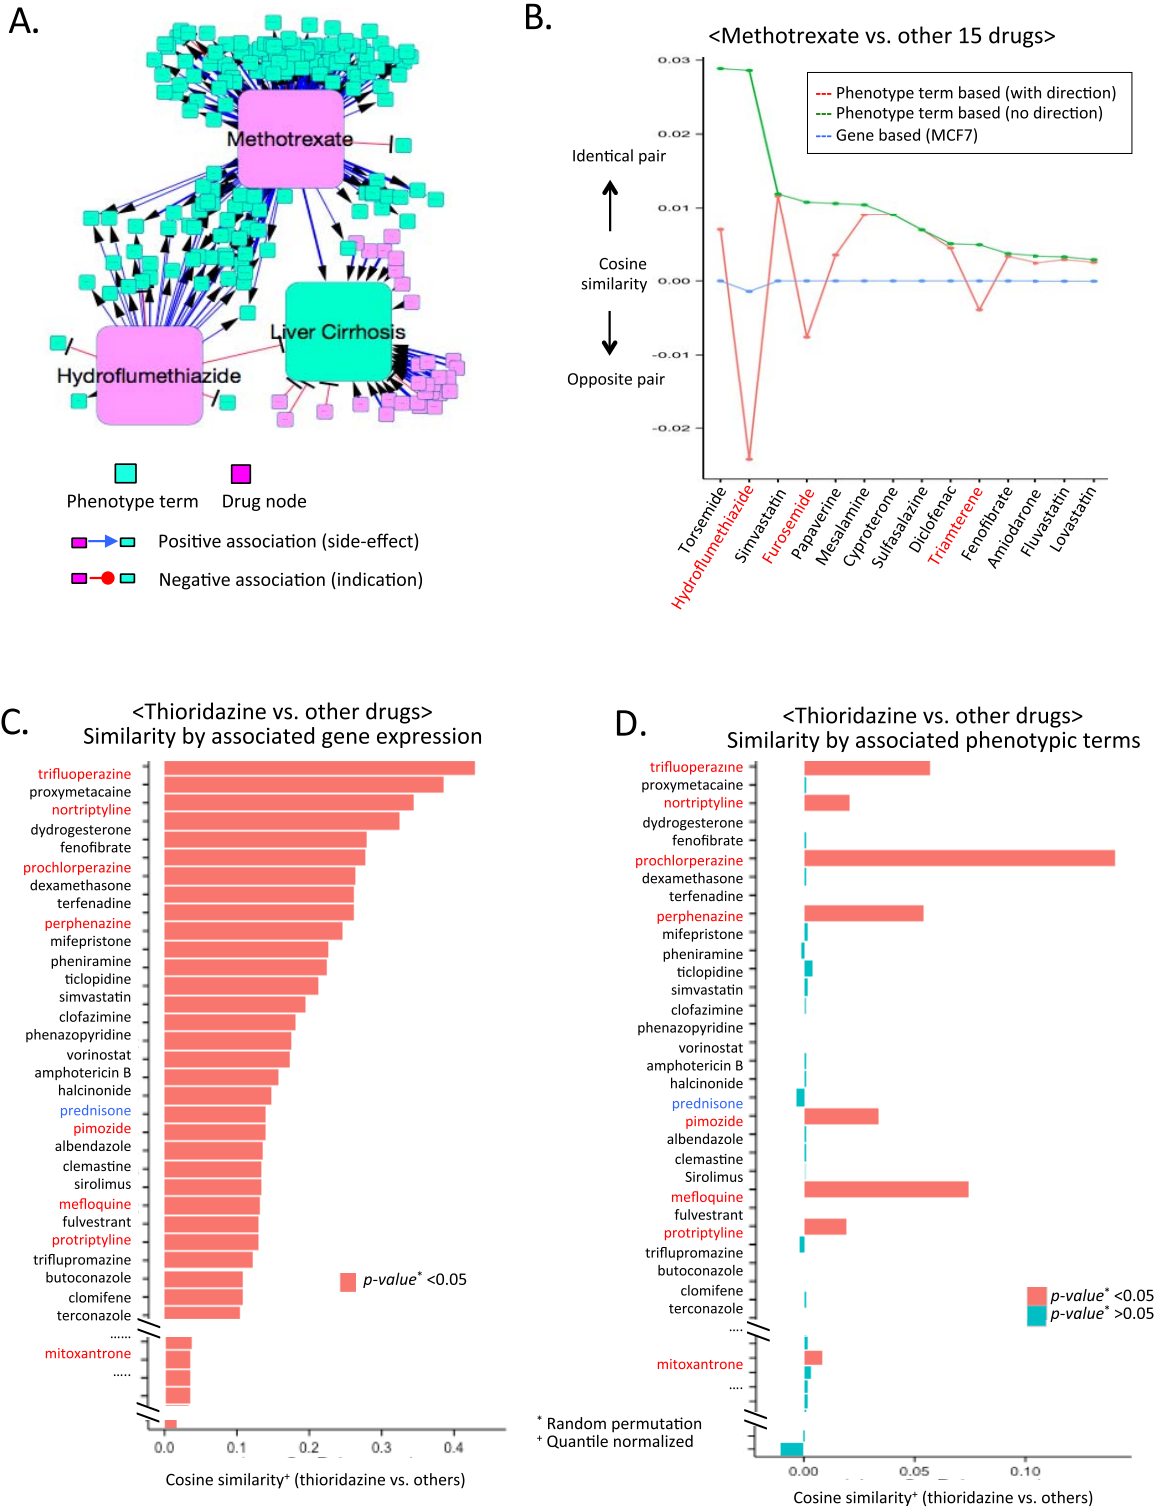 A.
Methotrexate
Liver Cirrhosis
Hydroflumethiazide
Phenotype term
Drug node
Positive association (side-effect)
Negative association (indication)
B.
<Methotrexate vs. other 15 drugs>
Phenotype term based (with direction)
Phenotype term based (no direction)
Gene based (MCF7)
Identical pair
Cosine
similarity
Opposite pair
0.03
0.02
0.01
0.00
-0.01
-0.02
Torsemide
Hydroflumethiazide
Simvastatin
Furosemide
Papaverine
Mesalamine
Cyproterone
Sulfasalazine
Diclofenac
Triamterene
Fenofibrate
Amiodarone
Fluvastatin
Lovastatin
C.
<Thioridazine vs. other drugs>
Similarity by associated gene expression
trifluoperazine
proxymetacaine
nortriptyline
dydrogesterone
fenofibrate
prochlorperazine
dexamethasone
terfenadine
perphenazine
mifepristone
pheniramine
ticlopidine
simvastatin
clofazimine
phenazopyridine
vorinostat
amphotericin B
halcinonide
prednisone
pimozide
albendazole
clemastine
sirolimus
mefloquine
fulvestrant
protriptyline
triflupromazine
butoconazole
clomifene
terconazole
......
mitoxantrone
.....
p-value* <0.05
0.0 0.1 0.2 0.3 0.4
Cosine similarity+ (thioridazine vs. others)
D.
<Thioridazine vs. other drugs>
Similarity by associated phenotypic terms
trifluoperazine
proxymetacaine
nortriptyline
dydrogesterone
fenofibrate
prochlorperazine
dexamethasone
terfenadine
perphenazine
mifepristone
pheniramine
ticlopidine
simvastatin
clofazimine
phenazopyridine
vorinostat
amphotericin B
halcinonide
prednisone
pimozide
albendazole
clemastine
Sirolimus
mefloquine
fulvestrant
protriptyline
triflupromazine
butoconazole
clomifene
terconazole
....
mitoxantrone
....
p-value* <0.05
p-value* >0.05
* Random permutation
+ Quantile normalized
0.00 0.05 0.10
Cosine similarity+ (thioridazine vs. others)